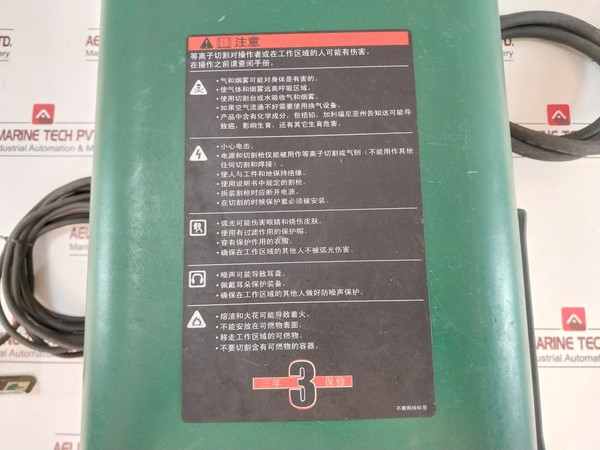 注意
等离子切割对操作者或在工作区域的人可能有伤害。
在操作之前请查阅手册。
• 气和烟雾可能对身体是有害的。
• 使气体和烟雾远离呼吸区域。
• 使用切割台或水吸收气和烟雾。
• 如果空气流通不好需要使用换气设备。
• 产品中含有化学成分，包括铅，加利福尼亚州告知这可能导
致癌，影响生育，还有其它生育危害。
• 小心电击。
• 电源和切割枪仅能被用作等离子切割或气刨（不能用作其他
任何切割和焊接）。
• 使人与工件和地保持绝缘。
• 使用说明书中规定的割枪。
• 拆装割枪时应断开电源。
• 在切割的时候保护套必须被安装。
• 弧光可能伤害眼睛和烧伤皮肤。
• 使用有过滤作用的保护帽。
• 穿有保护作用的衣服。
• 确保在工作区域的其他人不被弧光伤害。
• 噪声可能导致耳聋。
• 佩戴耳朵保护装备。
• 确保在工作区域的其他人做好防噪声保护。
• 熔渣和火花可能导致着火。
• 不能安放在可燃物表面。
• 移走工作区域的可燃物。
• 不要切割含有可燃物的容器。
三年 3 保修
不要揭掉标签
MARINE TECH PV
Industrial Automation & M
MARINE TECH
Industrial Automation